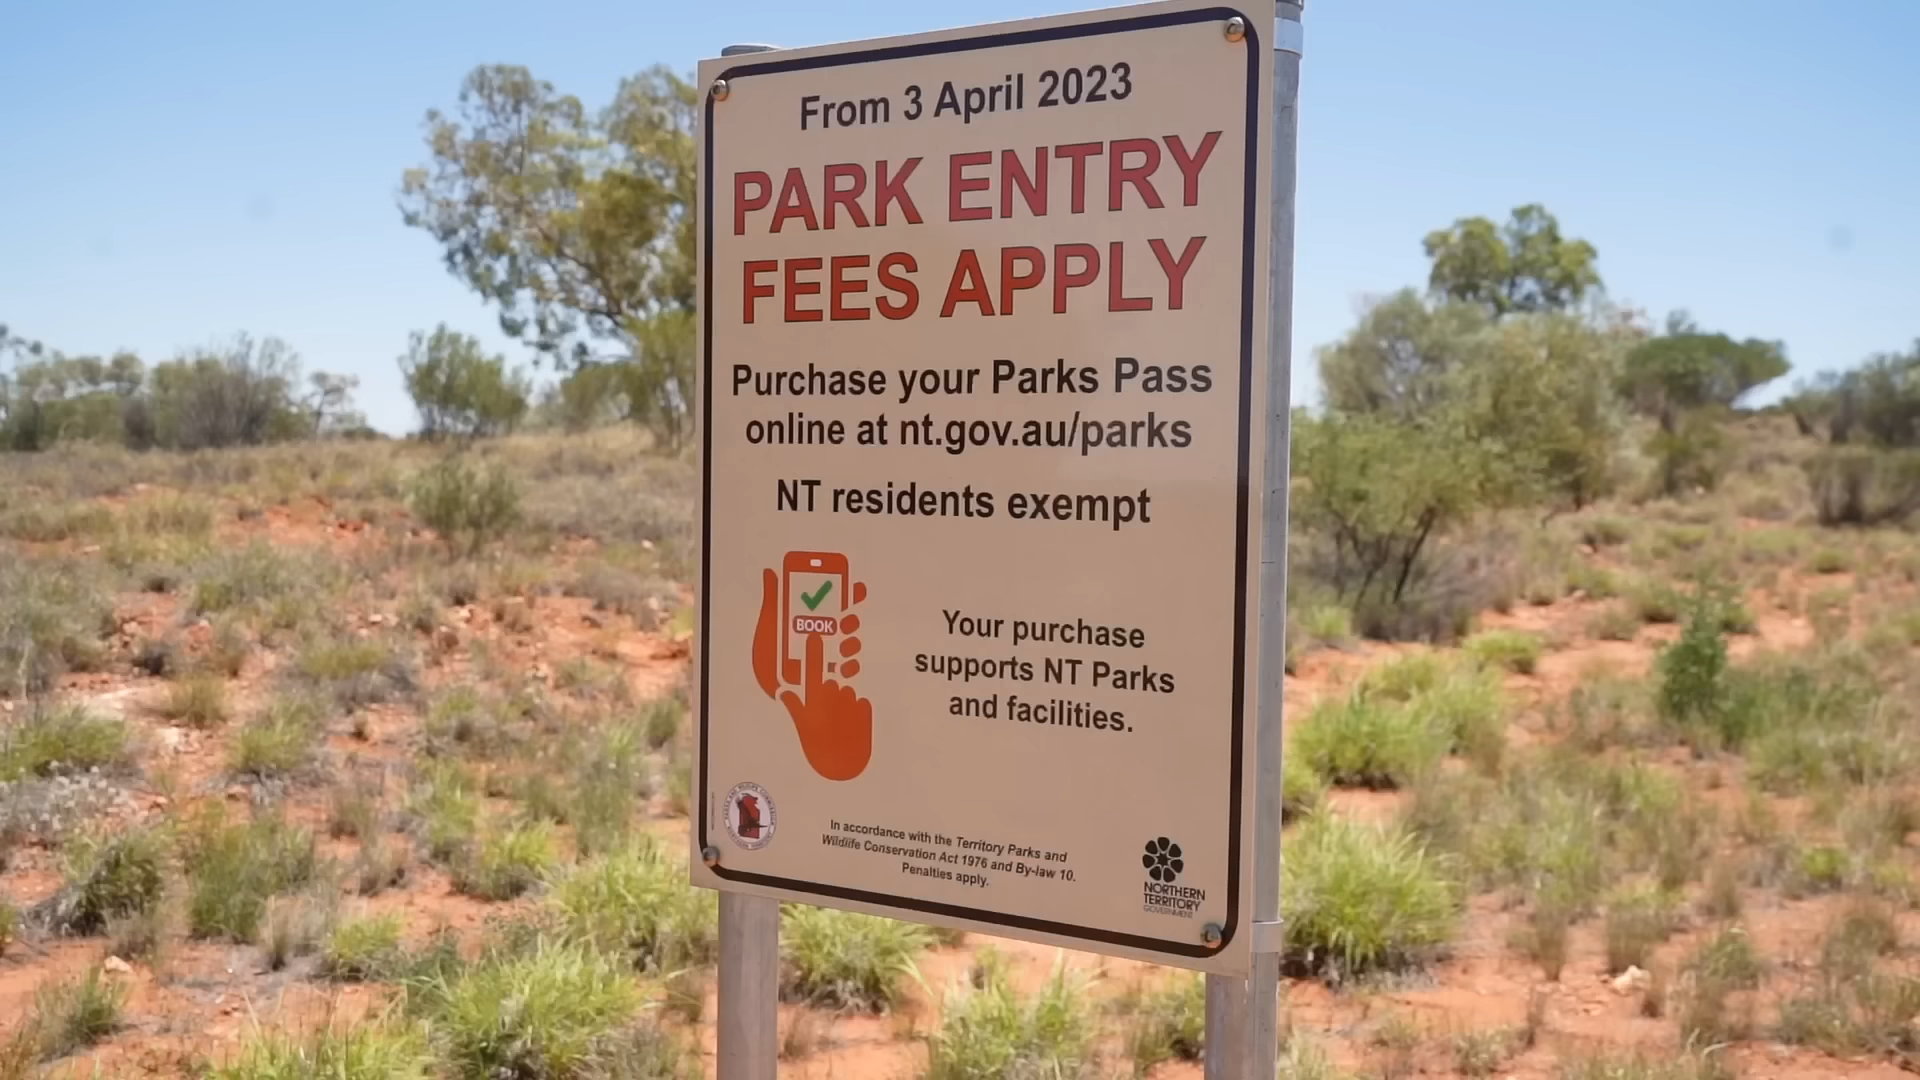 From 3 April 2023
PARK ENTRY
FEES APPLY
Purchase your Parks Pass
online at nt.gov.au/parks
NT residents exempt
BOOK
Your purchase
supports NT Parks
and facilities.
In accordance with the Territory Parks and
Wildlife Conservation Act 1976 and By-law 10.
Penalties apply.
NORTHERN
TERRITORY
GOVERNMENT